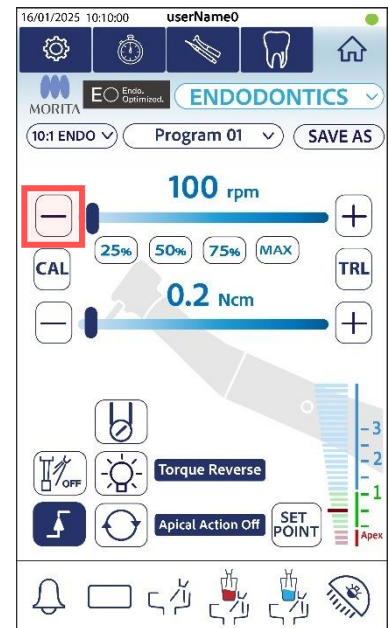 16/01/2025 10:10:00 userName0
MORITA
EO Endo. Optimized.
ENDODONTICS
10:1 ENDO
Program 01
SAVE AS
100 rpm
25% 50% 75% MAX
CAL
TRL
0.2 Ncm
3
2
1
OFF
Torque Reverse
Apical Action Off
SET POINT
Apex